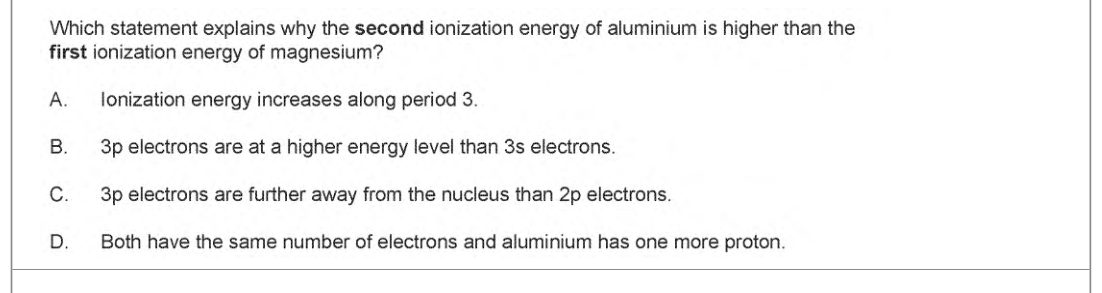 Which statement explains why the second ionization energy of aluminium is higher than the
first ionization energy of magnesium?
A. Ionization energy increases along period 3.
B. 3p electrons are at a higher energy level than 3s electrons.
C. 3p electrons are further away from the nucleus than 2p electrons.
D. Both have the same number of electrons and aluminium has one more proton.